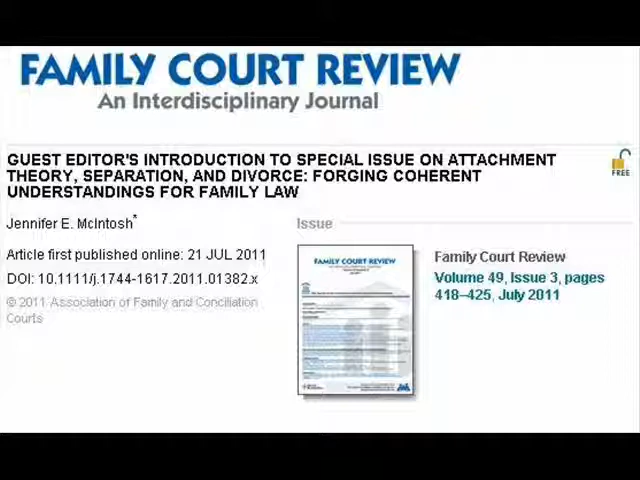 FAMILY COURT REVIEW
An Interdisciplinary Journal
GUEST EDITOR'S INTRODUCTION TO SPECIAL ISSUE ON ATTACHMENT
THEORY, SEPARATION, AND DIVORCE: FORGING COHERENT
UNDERSTANDINGS FOR FAMILY LAW
FREE
Jennifer E. McIntosh*
Article first published online: 21 JUL 2011
DOI: 10.1111/j.1744-1617.2011.01382.x
© 2011 Association of Family and Conciliation
Courts
Issue
FAMILY COURT REVIEW
Family Court Review
Volume 49, Issue 3, pages
418–425, July 2011